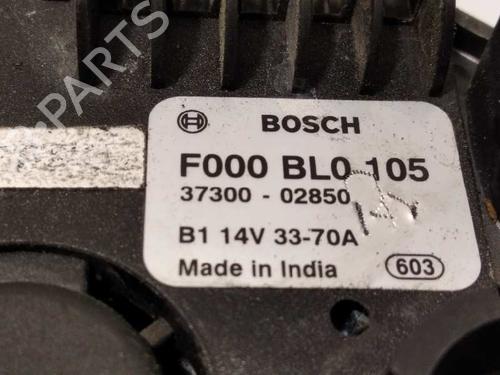 BOSCH
F000 BL0 105
37300 - 02850
B1 14V 33-70A
Made in India 603
PARTS